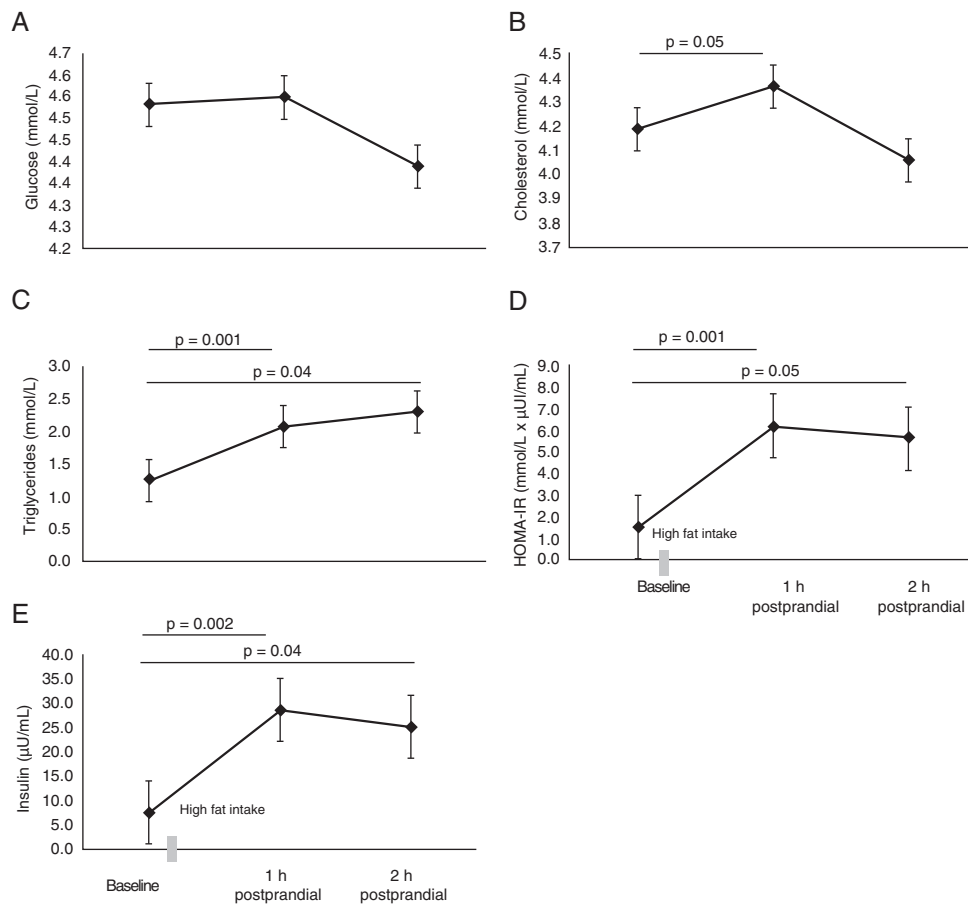 A
4.7
4.6
4.6
4.5
4.4
4.4
4.3
4.3
4.2
Glucose (mmol/L)
B
p = 0.05
4.5
4.4
4.3
4.2
4.1
4.0
3.9
3.8
3.7
Cholesterol (mmol/L)
C
p = 0.001
p = 0.04
3.0
2.5
2.0
1.5
1.0
0.5
0.0
Triglycerides (mmol/L)
D
p = 0.001
p = 0.05
9.0
8.0
7.0
6.0
5.0
4.0
3.0
2.0
1.0
0.0
HOMA-IR (mmol/L x µUI/mL)
High fat intake
Baseline
1 h
postprandial
2 h
postprandial
E
p = 0.002
p = 0.04
40.0
35.0
30.0
25.0
20.0
15.0
10.0
5.0
0.0
Insulin (µU/mL)
High fat intake
Baseline
1 h
postprandial
2 h
postprandial